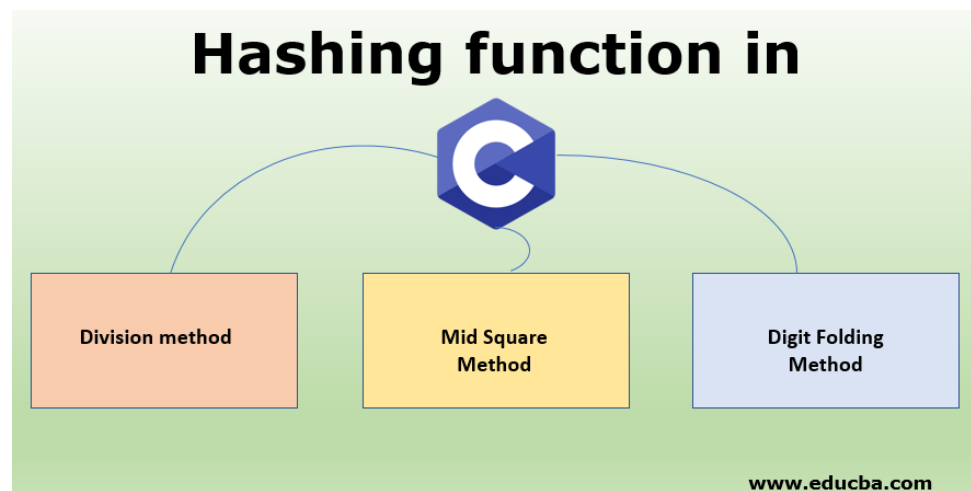 Hashing function in
C
Division method
Mid Square
Method
Digit Folding
Method
www.educba.com